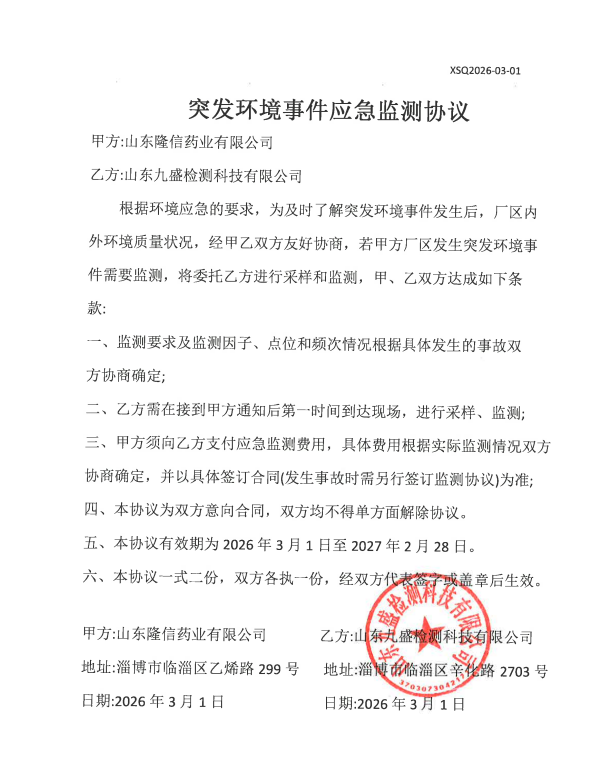 XSQ2026-03-01
突发环境事件应急监测协议
甲方:山东隆信药业有限公司
乙方:山东九盛检测科技有限公司
根据环境应急的要求，为及时了解突发环境事件发生后，厂区内
外环境质量状况，经甲乙双方友好协商，若甲方厂区发生突发环境事
件需要监测，将委托乙方进行采样和监测，甲、乙双方达成如下条
款:
一、监测要求及监测因子、点位和频次情况根据具体发生的事故双
方协商确定;
二、乙方需在接到甲方通知后第一时间到达现场，进行采样、监测;
三、甲方须向乙方支付应急监测费用，具体费用根据实际监测情况双方
协商确定，并以具体签订合同(发生事故时需另行签订监测协议)为准;
四、本协议为双方意向合同，双方均不得单方面解除协议。
五、本协议有效期为 2026 年 3 月 1 日至 2027 年 2 月 28 日。
六、本协议一式二份，双方各执一份，经双方代表签字或盖章后生效。
甲方:山东隆信药业有限公司
乙方:山东九盛检测科技有限公司
地址:淄博市临淄区乙烯路 299 号
地址:淄博市临淄区辛化路 2703 号
日期:2026 年 3 月 1 日
日期:2026 年 3 月 1 日
山东九盛检测科技有限公司